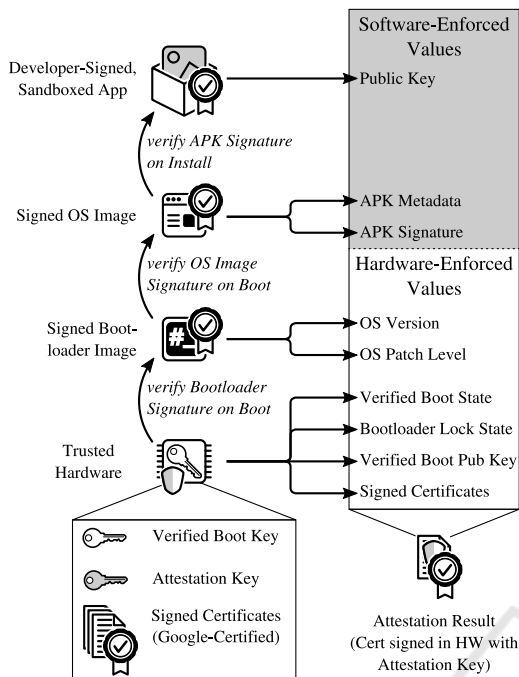 Software-Enforced
Values
Developer-Signed,
Sandboxed App
Public Key
verify APK Signature
on Install
Signed OS Image
APK Metadata
APK Signature
Hardware-Enforced
Values
verify OS Image
Signature on Boot
Signed Boot-
loader Image
#
OS Version
OS Patch Level
verify Bootloader
Signature on Boot
Verified Boot State
Bootloader Lock State
Trusted
Hardware
Verified Boot Pub Key
Signed Certificates
Verified Boot Key
Attestation Key
Signed Certificates
(Google-Certified)
Attestation Result
(Cert signed in HW with
Attestation Key)